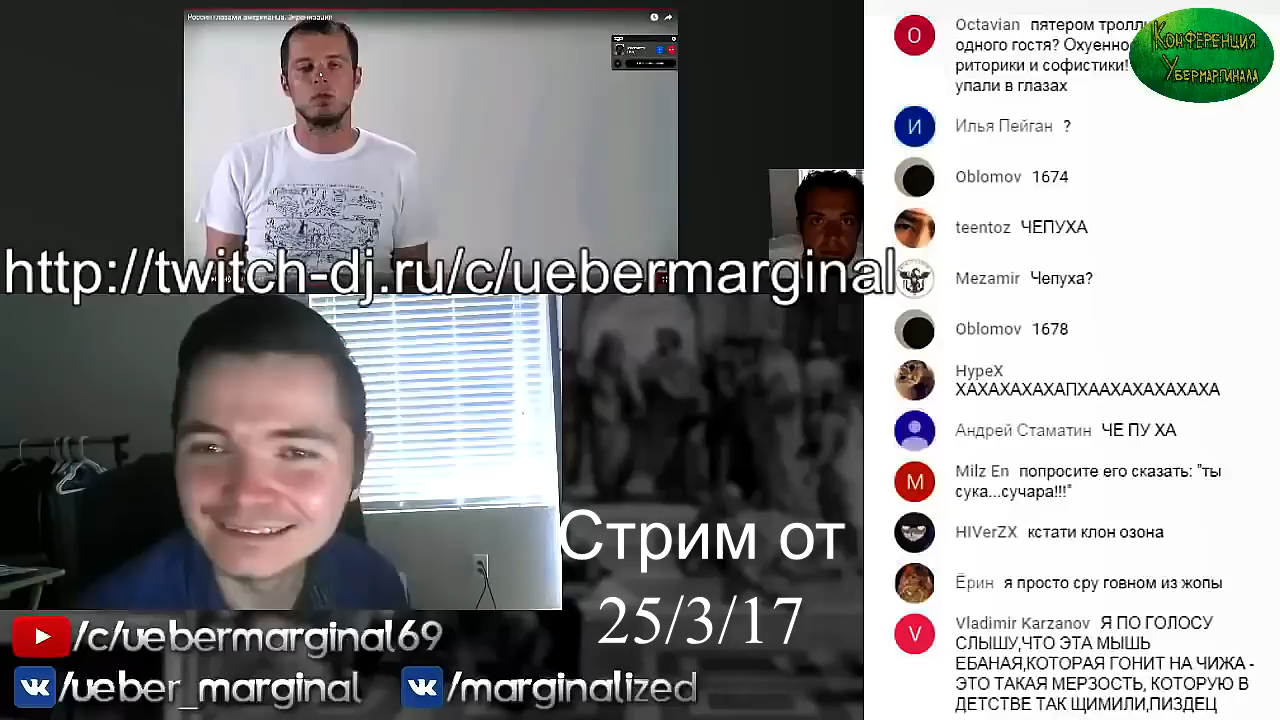 Россия глазами американца. Экранизация
http://twitch-dj.ru/c/uebermarginal
Стрим от
25/3/17
/c/uebermarginal69
/ueber_marginal
/marginalized
Конференция
Убермаргинала
Octavian пятером тролл
одного гостя? Охуенно
риторики и софистики!
упали в глазах
Илья Пейган ?
Oblomov 1674
teentoz ЧЕПУХА
Mezamir Чепуха?
Oblomov 1678
HypeX
ХАХАХАХАХАПХААХАХАХАХАХА
Андрей Стаматин ЧЕ ПУ ХА
Milz En попросите его сказать: "ты
сука...сучара!!!"
HIVerZX кстати клон озона
Ёрин я просто сру говном из жопы
Vladimir Karzanov Я ПО ГОЛОСУ
СЛЫШУ,ЧТО ЭТА МЫШЬ
ЕБАНАЯ,КОТОРАЯ ГОНИТ НА ЧИЖА -
ЭТО ТАКАЯ МЕРЗОСТЬ, КОТОРУЮ В
ДЕТСТВЕ ТАК ЩИМИЛИ,ПИЗДЕЦ